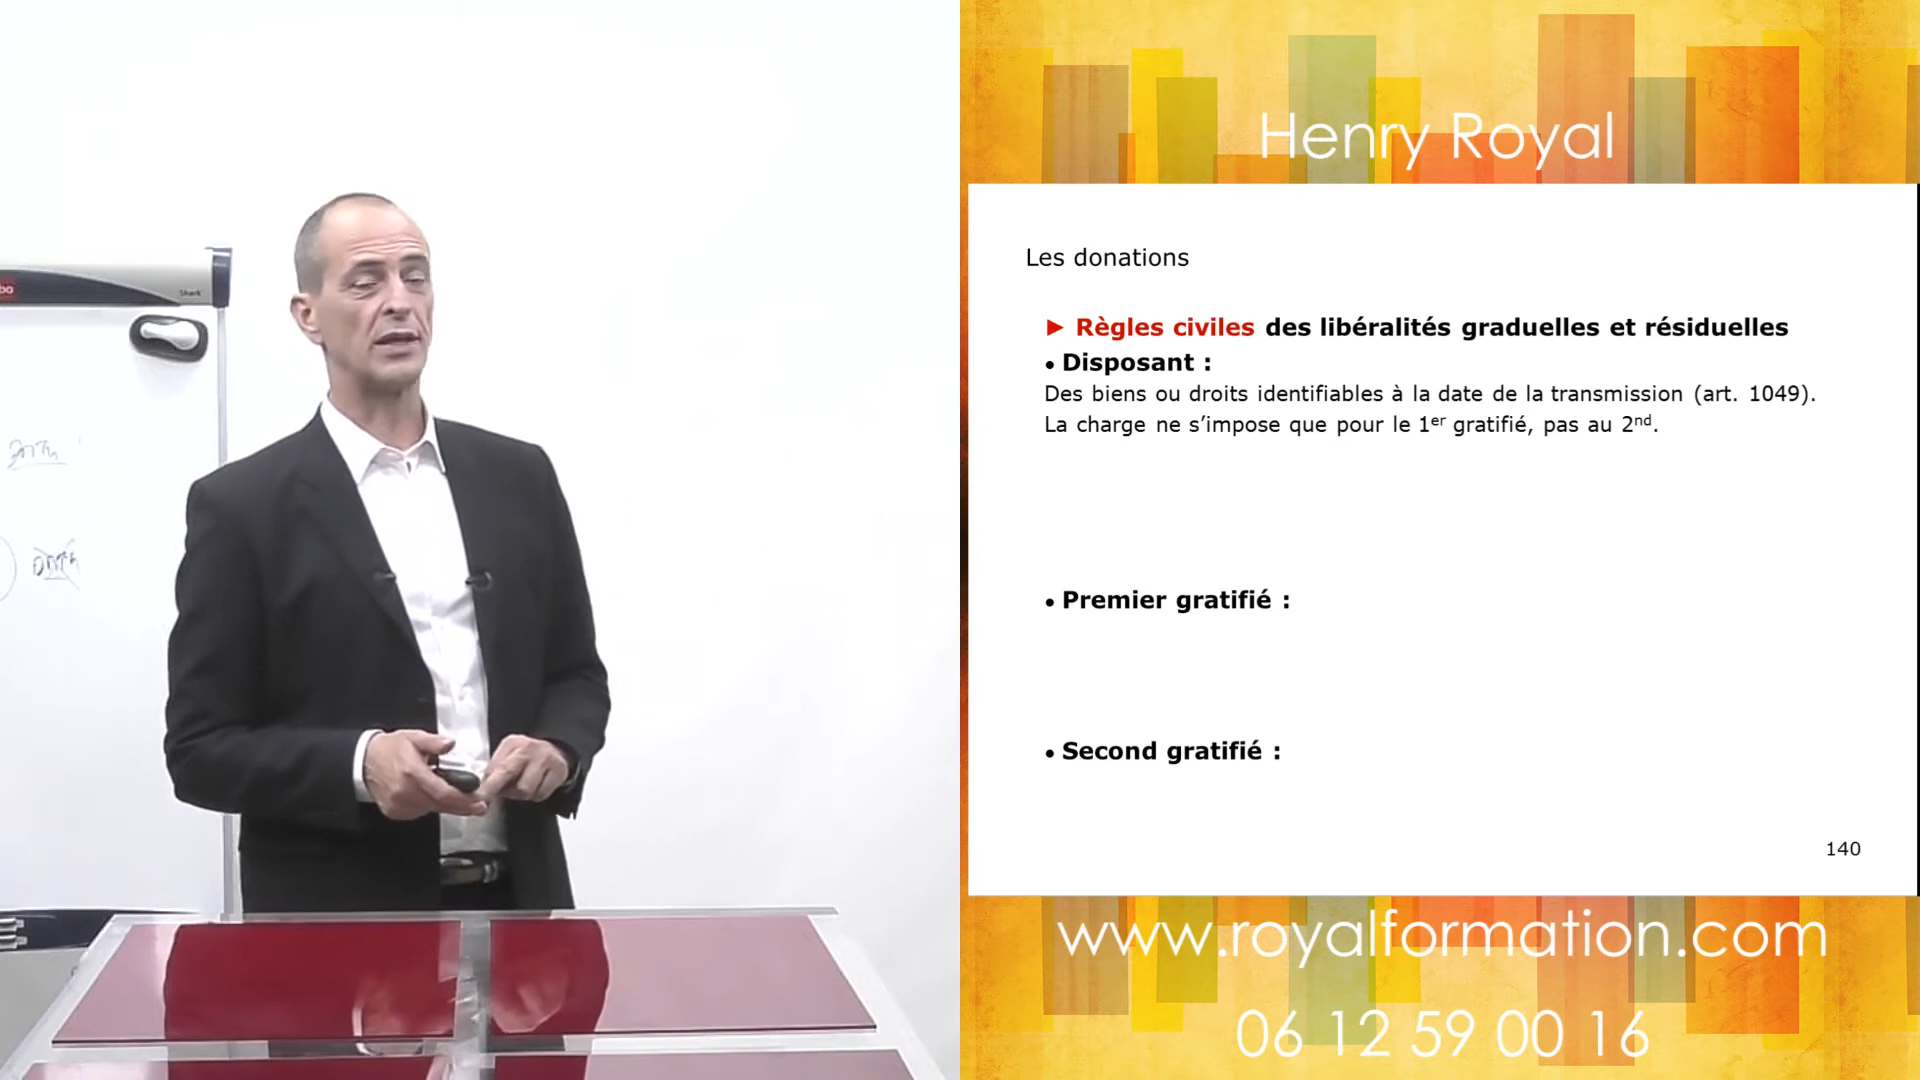 Shark
Henry Royal
Les donations
► Règles civiles des libéralités graduelles et résiduelles
• Disposant :
Des biens ou droits identifiables à la date de la transmission (art. 1049).
La charge ne s’impose que pour le 1er gratifié, pas au 2nd.
• Premier gratifié :
• Second gratifié :
140
www.royalformation.com
06 12 59 00 16